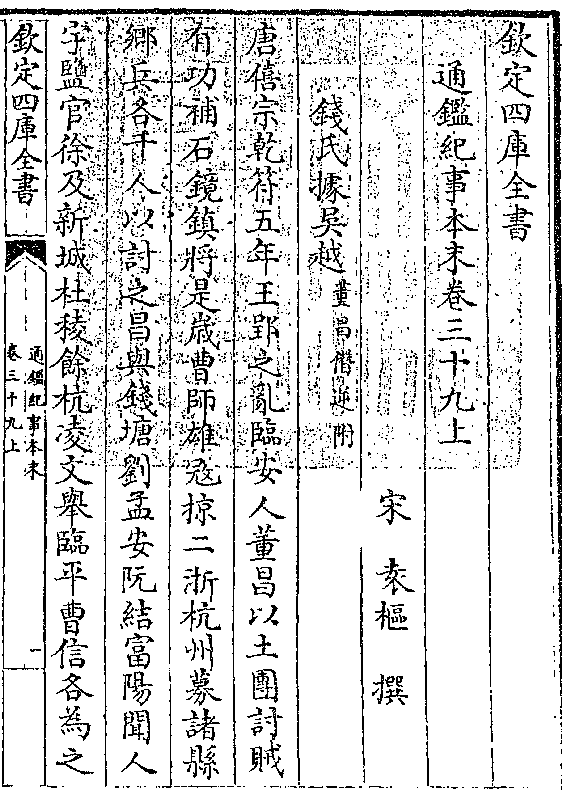 欽定四庫全書
通鑑紀事本末卷三十九上
宋 袁樞 撰
錢氏據吳越董昌僭逆附
唐僖宗乾符五年王郢之亂臨安人董昌以土團討賊
有功補石鏡鎮將是歲曹師雄寇掠二浙杭州募諸縣
鄉兵各千人以討之昌與錢塘劉孟安阮結富陽聞人
宇鹽官徐及新城杜稜餘杭凌文舉臨平曹信各為之
欽定四庫全書
通鑑紀事本末
卷三十九上
一